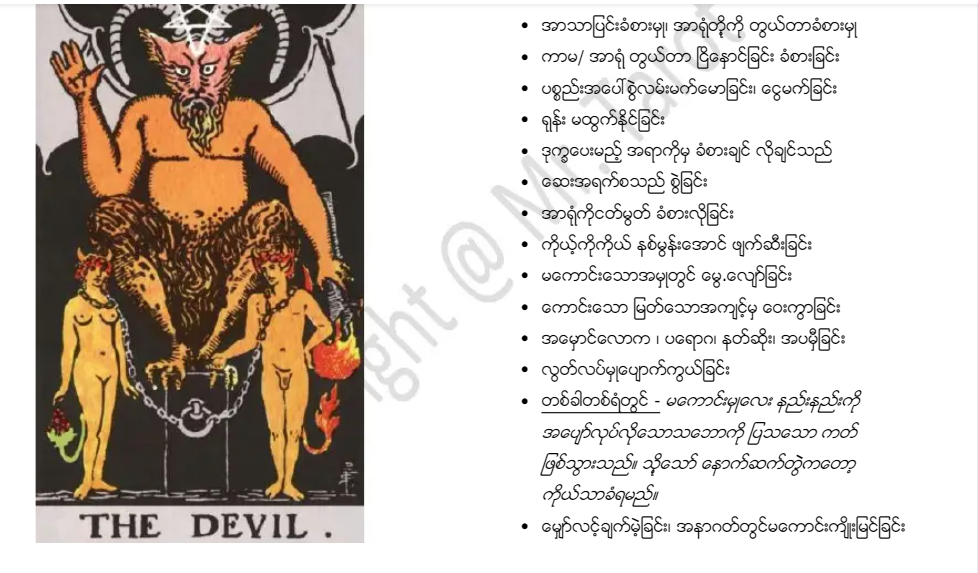 THE DEVIL .
• အာသာပြင်းခံစားမှု၊ အာရုံတို့ကို တွယ်တာခံစားမှု
• ကာမ/ အာရုံ တွယ်တာ ငြိနေောင်ခြင်း ခံစားခြင်း
• ပစ္စည်းအပေါ်စွဲလမ်းမက်မောခြင်း၊ ငွေမက်ခြင်း
• ရုန်း မထွက်နိုင်ခြင်း
• ဒုက္ခပေးမည့် အရာကိုမှ ခံစားချင် လိုချင်သည်
• ဆေးအရက်စသည် စွဲခြင်း
• အာရုံကိုငတ်မွတ် ခံစားလိုခြင်း
• ကိုယ့်ကိုကိုယ် နစ်မွန်းအောင် ဖျက်ဆီးခြင်း
• မကောင်းသောအမှုတွင် မွေ့လျော်ခြင်း
• ကောင်းသော မြတ်သောအကျင့်မှ ဝေးကွာခြင်း
• အမှောင်လောက ၊ ပရောဂ၊ နတ်ဆိုး၊ အပမှီခြင်း
• လွတ်လပ်မှုပျောက်ကွယ်ခြင်း
• တစ်ခါတစ်ရံတွင် - မကောင်းမှုလေး နည်းနည်းကို
အပျော်လုပ်လိုသောသဘောကို ပြသသော ကတ်
ဖြစ်သွားသည်။ သို့သော် နောက်ဆက်တွဲကတော့
ကိုယ်သာခံရမည်။
• မျှော်လင့်ချက်မဲ့ခြင်း၊ အနာဂတ်တွင်မကောင်းကျိုးမြင်ခြင်း
ight @ Mr. Tarot